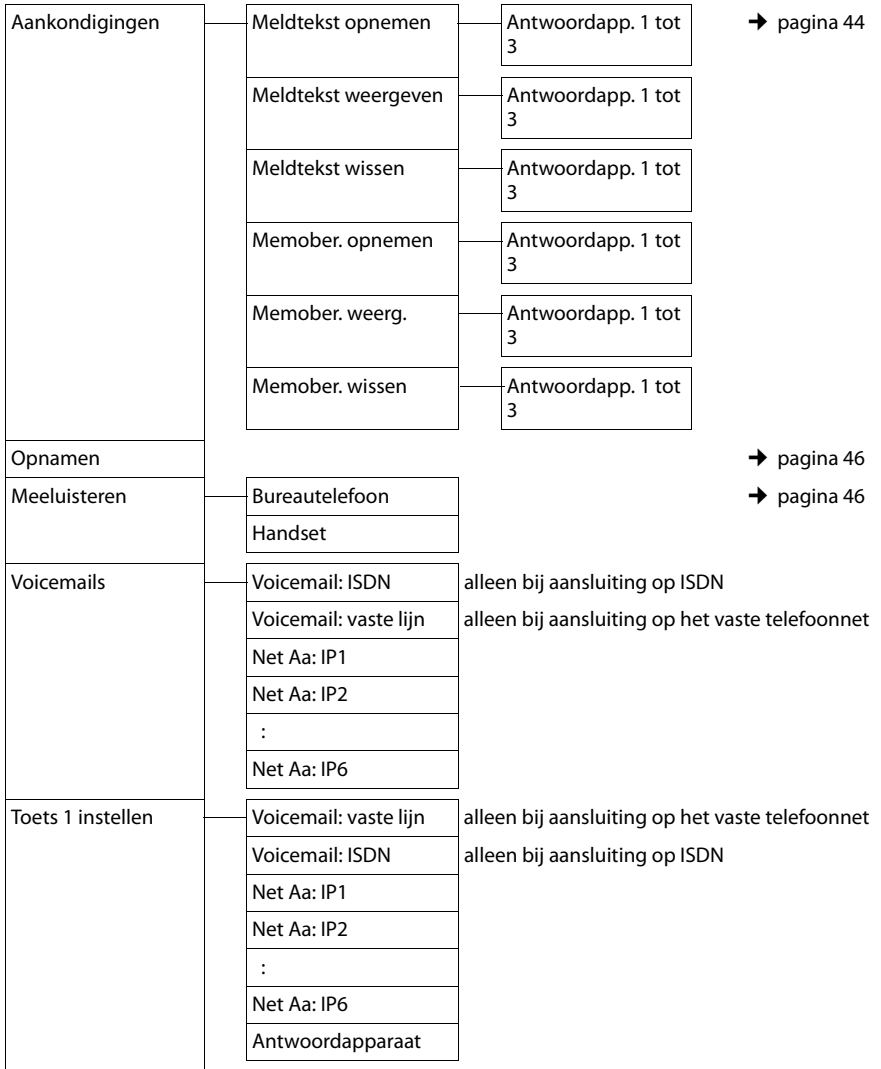 Aankondigingen Meldtekst opnemen Antwoordapp. 1 tot ➜ pagina 44
3
Meldtekst weergeven Antwoordapp. 1 tot
3
Meldtekst wissen Antwoordapp. 1 tot
3
Memober. opnemen Antwoordapp. 1 tot
3
Memober. weerg. Antwoordapp. 1 tot
3
Memober. wissen Antwoordapp. 1 tot
3
Opnamen ➜ pagina 46
Meeluisteren Bureautelefoon ➜ pagina 46
Handset
Voicemails Voicemail: ISDN alleen bij aansluiting op ISDN
Voicemail: vaste lijn alleen bij aansluiting op het vaste telefoonnet
Net Aa: IP1
Net Aa: IP2
:
Net Aa: IP6
Toets 1 instellen Voicemail: vaste lijn alleen bij aansluiting op het vaste telefoonnet
Voicemail: ISDN alleen bij aansluiting op ISDN
Net Aa: IP1
Net Aa: IP2
:
Net Aa: IP6
Antwoordapparaat